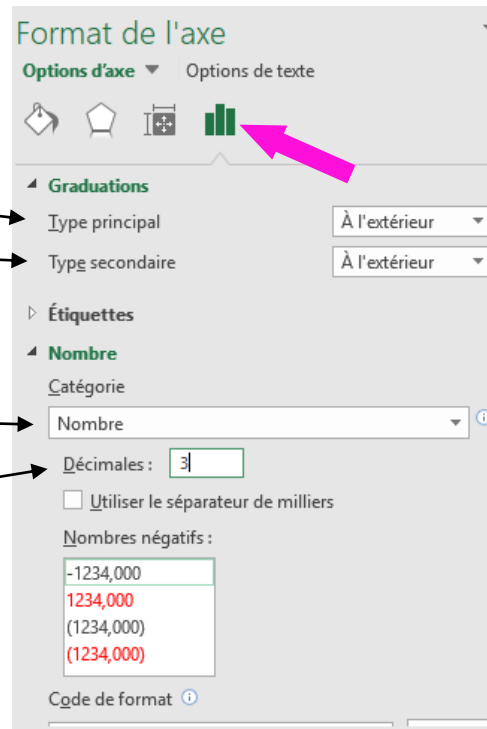 Format de l'axe
Options d'axe Options de texte
Graduations
Type principal À l'extérieur
Type secondaire À l'extérieur
Étiquettes
Nombre
Catégorie
Nombre
Décimales : 3
Utiliser le séparateur de milliers
Nombres négatifs :
-1234,000
1234,000
(1234,000)
(1234,000)
Code de format